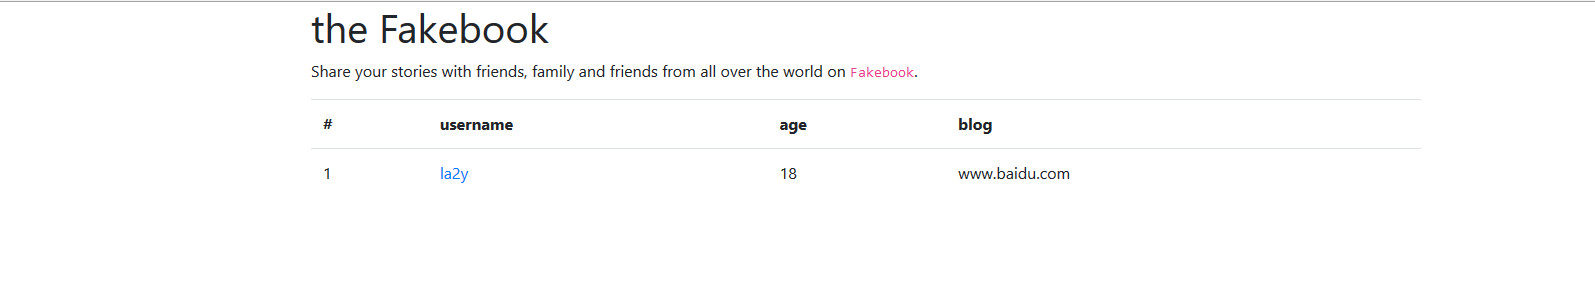 the Fakebook
Share your stories with friends, family and friends from all over the world on Fakebook.
# username age blog
1 la2y 18 www.baidu.com